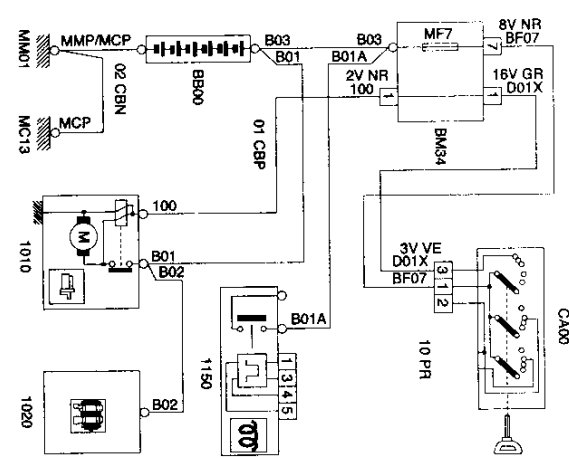 MM01
MMP/MCP
B03
B01
B03
B01A
MF7
7
8V NR
BF07
02 CBN
BB00
2V NR
100
1
1
16V GR
D01X
MC13
MCP
01 CBP
BM34
100
M
B01
B02
1010
3V VE
D01X
BF07
3
1
2
10 PR
CA00
B01A
1150
1
3
4
5
1020
B02